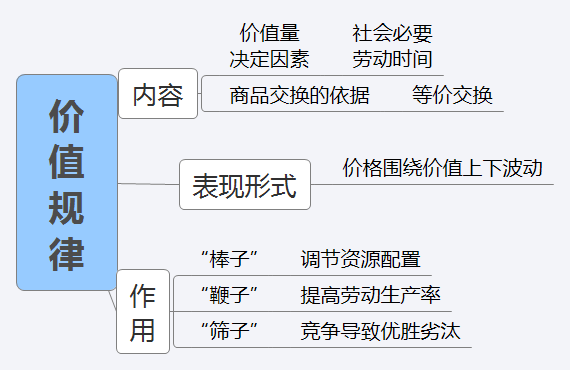 价值规律
内容
价值量
决定因素
社会必要
劳动时间
商品交换的依据
等价交换
表现形式
价格围绕价值上下波动
作用
“棒子”
调节资源配置
“鞭子”
提高劳动生产率
“筛子”
竞争导致优胜劣汰